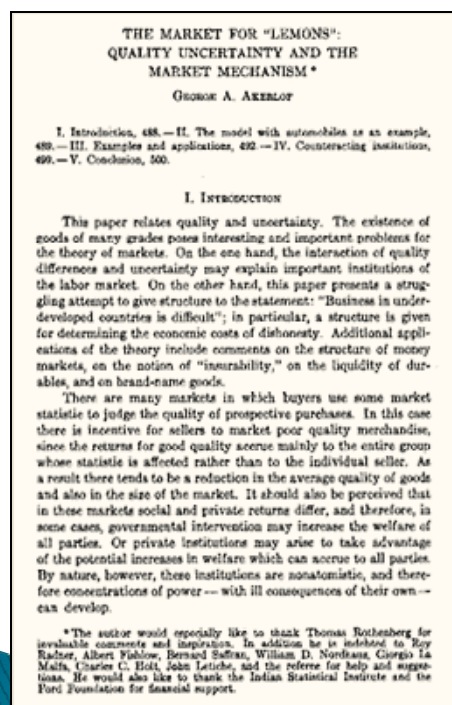 THE MARKET FOR "LEMONS":
QUALITY UNCERTAINTY AND THE
MARKET MECHANISM *
GEORGE A. AKERLOF
I. Introduction, 488. — II. The model with automobiles as an example,
489. — III. Examples and applications, 492. — IV. Counteracting institutions,
499. — V. Conclusion, 500.
I. INTRODUCTION
This paper relates quality and uncertainty. The existence of
goods of many grades poses interesting and important problems for
the theory of markets. On the one hand, the interaction of quality
differences and uncertainty may explain important institutions of
the labor market. On the other hand, this paper presents a strug-
gling attempt to give structure to the statement: "Business in under-
developed countries is difficult"; in particular, a structure is given
for determining the economic costs of dishonesty. Additional appli-
cations of the theory include comments on the structure of money
markets, on the notion of "insurability," on the liquidity of dur-
ables, and on brand-name goods.
There are many markets in which buyers use some market
statistic to judge the quality of prospective purchases. In this case
there is incentive for sellers to market poor quality merchandise,
since the returns for good quality accrue mainly to the entire group
whose statistic is affected rather than to the individual seller. As
a result there tends to be a reduction in the average quality of goods
and also in the size of the market. It should also be perceived that
in these markets social and private returns differ, and therefore, in
some cases, governmental intervention may increase the welfare of
all parties. Or private institutions may arise to take advantage
of the potential increases in welfare which can accrue to all parties.
By nature, however, these institutions are nonatomistic, and there-
fore concentrations of power — with ill consequences of their own —
can develop.
*The author would especially like to thank Thomas Rothenberg for
invaluable comments and inspiration. In addition he is indebted to Roy
Radner, Albert Fishlow, Bernard Saffran, William D. Nordhaus, Giorgio La
Malfa, Charles C. Holt, John Letiche, and the referee for help and sugges-
tions. He would also like to thank the Indian Statistical Institute and the
Ford Foundation for financial support.